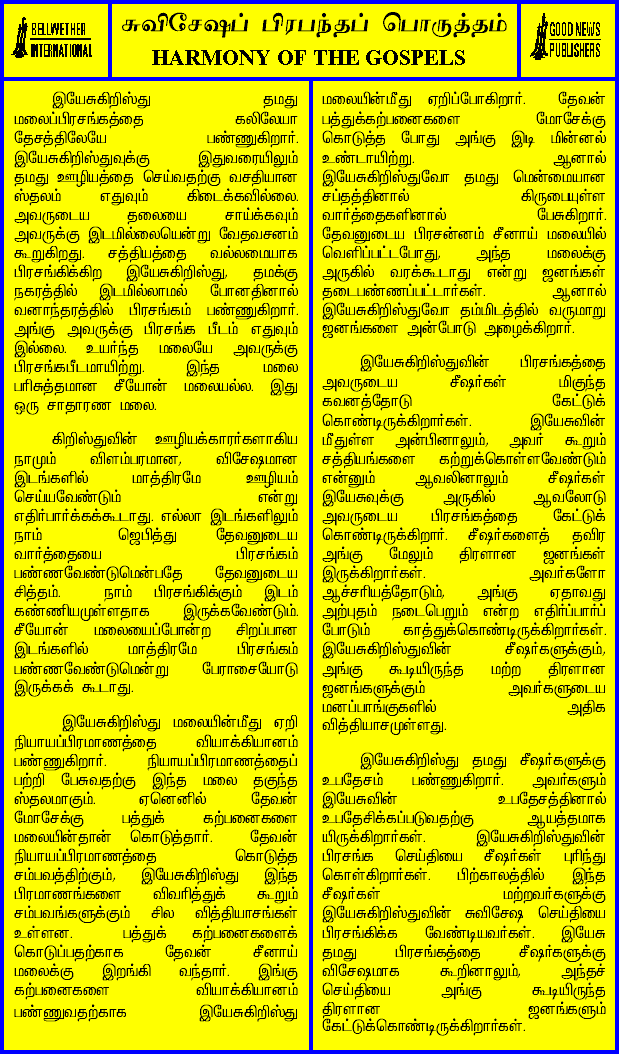 BELLWETHER
INTERNATIONAL
சுவிசேஷப் பிரபந்தப் பொருத்தம்
HARMONY OF THE GOSPELS
GOOD NEWS
PUBLISHERS
இயேசுகிறிஸ்து தமது
மலைப்பிரசங்கத்தை கலிலேயா
தேசத்திலேயே பண்ணுகிறார்.
இயேசுகிறிஸ்துவுக்கு இதுவரையிலும்
தமது ஊழியத்தை செய்வதற்கு வசதியான
ஸ்தலம் எதுவும் கிடைக்கவில்லை.
அவருடைய தலையை சாய்க்கவும்
அவருக்கு இடமில்லையென்று வேதவசனம்
கூறுகிறது. சத்தியத்தை வல்லமையாக
பிரசங்கிக்கிற இயேசுகிறிஸ்து, தமக்கு
நகரத்தில் இடமில்லாமல் போனதினால்
வனாந்தரத்தில் பிரசங்கம் பண்ணுகிறார்.
அங்கு அவருக்கு பிரசங்க பீடம் எதுவும்
இல்லை. உயர்ந்த மலையே அவருக்கு
பிரசங்கபீடமாயிற்று. இந்த மலை
பரிசுத்தமான சீயோன் மலையல்ல. இது
ஒரு சாதாரண மலை.
கிறிஸ்துவின் ஊழியக்காரர்களாகிய
நாமும் விளம்பரமான, விசேஷமான
இடங்களில் மாத்திரமே ஊழியம்
செய்யவேண்டும் என்று
எதிர்பார்க்கக்கூடாது. எல்லா இடங்களிலும்
நாம் ஜெபித்து தேவனுடைய
வார்த்தையை பிரசங்கம்
பண்ணவேண்டுமென்பதே தேவனுடைய
சித்தம். நாம் பிரசங்கிக்கும் இடம்
கண்ணியமுள்ளதாக இருக்கவேண்டும்.
சீயோன் மலையைப்போன்ற சிறப்பான
இடங்களில் மாத்திரமே பிரசங்கம்
பண்ணவேண்டுமென்று பேராசையோடு
இருக்கக் கூடாது.
இயேசுகிறிஸ்து மலையின்மீது ஏறி
நியாயப்பிரமாணத்தை வியாக்கியானம்
பண்ணுகிறார். நியாயப்பிரமாணத்தைப்
பற்றி பேசுவதற்கு இந்த மலை தகுந்த
ஸ்தலமாகும். ஏனெனில் தேவன்
மோசேக்கு பத்துக் கற்பனைகளை
மலையின்தான் கொடுத்தார். தேவன்
நியாயப்பிரமாணத்தை கொடுத்த
சம்பவத்திற்கும், இயேசுகிறிஸ்து இந்த
பிரமாணங்களை விவரித்துக் கூறும்
சம்பவங்களுக்கும் சில வித்தியாசங்கள்
உள்ளன. பத்துக் கற்பனைகளைக்
கொடுப்பதற்காக தேவன் சீனாய்
மலைக்கு இறங்கி வந்தார். இங்கு
கற்பனைகளை வியாக்கியானம்
பண்ணுவதற்காக இயேசுகிறிஸ்து
மலையின்மீது ஏறிப்போகிறார். தேவன்
பத்துக்கற்பனைகளை மோசேக்கு
கொடுத்த போது அங்கு இடி மின்னல்
உண்டாயிற்று. ஆனால்
இயேசுகிறிஸ்துவோ தமது மென்மையான
சப்தத்தினால் கிருபையுள்ள
வார்த்தைகளினால் பேசுகிறார்.
தேவனுடைய பிரசன்னம் சீனாய் மலையில்
வெளிப்பட்டபோது, அந்த மலைக்கு
அருகில் வரக்கூடாது என்று ஜனங்கள்
தடைபண்ணப்பட்டார்கள். ஆனால்
இயேசுகிறிஸ்துவோ தம்மிடத்தில் வருமாறு
ஜனங்களை அன்போடு அழைக்கிறார்.
இயேசுகிறிஸ்துவின் பிரசங்கத்தை
அவருடைய சீஷர்கள் மிகுந்த
கவனத்தோடு கேட்டுக்
கொண்டிருக்கிறார்கள். இயேசுவின்
மீதுள்ள அன்பினாலும், அவர் கூறும்
சத்தியங்களை கற்றுக்கொள்ளவேண்டும்
என்னும் ஆவலினாலும் சீஷர்கள்
இயேசுவுக்கு அருகில் ஆவலோடு
அவருடைய பிரசங்கத்தை கேட்டுக்
கொண்டிருக்கிறார்கள். சீஷர்களைத் தவிர
அங்கு மேலும் திரளான ஜனங்கள்
இருக்கிறார்கள். அவர்களோ
ஆச்சரியத்தோடும், அங்கு ஏதாவது
அற்புதம் நடைபெறும் என்ற எதிர்பார்ப்
போடும் காத்துக்கொண்டிருக்கிறார்கள்.
இயேசுகிறிஸ்துவின் சீஷர்களுக்கும்,
அங்கு கூடியிருந்த மற்ற திரளான
ஜனங்களுக்கும் அவர்களுடைய
மனப்பாங்குகளில் அதிக
வித்தியாசமுள்ளது.
இயேசுகிறிஸ்து தமது சீஷர்களுக்கு
உபதேசம் பண்ணுகிறார். அவர்களும்
இயேசுவின் உபதேசத்தினால்
உபதேசிக்கப்படுவதற்கு ஆயத்தமாக
யிருக்கிறார்கள். இயேசுகிறிஸ்துவின்
பிரசங்க செய்தியை சீஷர்கள் புரிந்து
கொள்கிறார்கள். பிற்காலத்தில் இந்த
சீஷர்கள் மற்றவர்களுக்கு
இயேசுகிறிஸ்துவின் சுவிசேஷ செய்தியை
பிரசங்கிக்க வேண்டியவர்கள். இயேசு
தமது பிரசங்கத்தை சீஷர்களுக்கு
விசேஷமாக கூறினாலும், அந்தச்
செய்தியை அங்கு கூடியிருந்த
திரளான ஜனங்களும்
கேட்டுக்கொண்டிருக்கிறார்கள்.